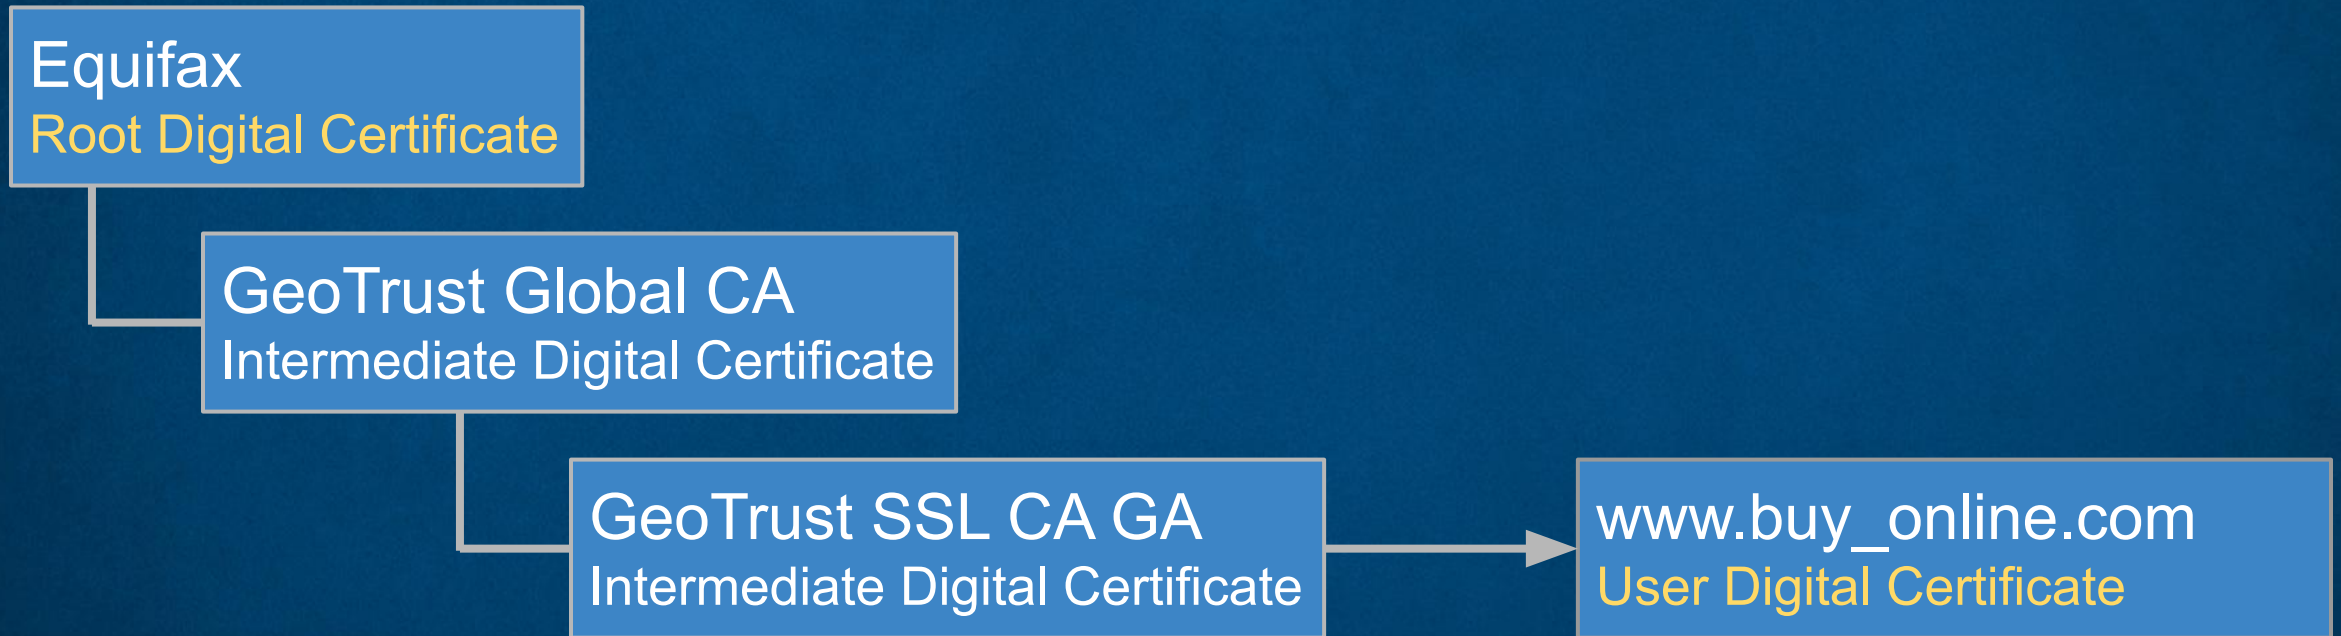 Equifax
Root Digital Certificate
GeoTrust Global CA
Intermediate Digital Certificate
GeoTrust SSL CA GA
Intermediate Digital Certificate
www.buy_online.com
User Digital Certificate